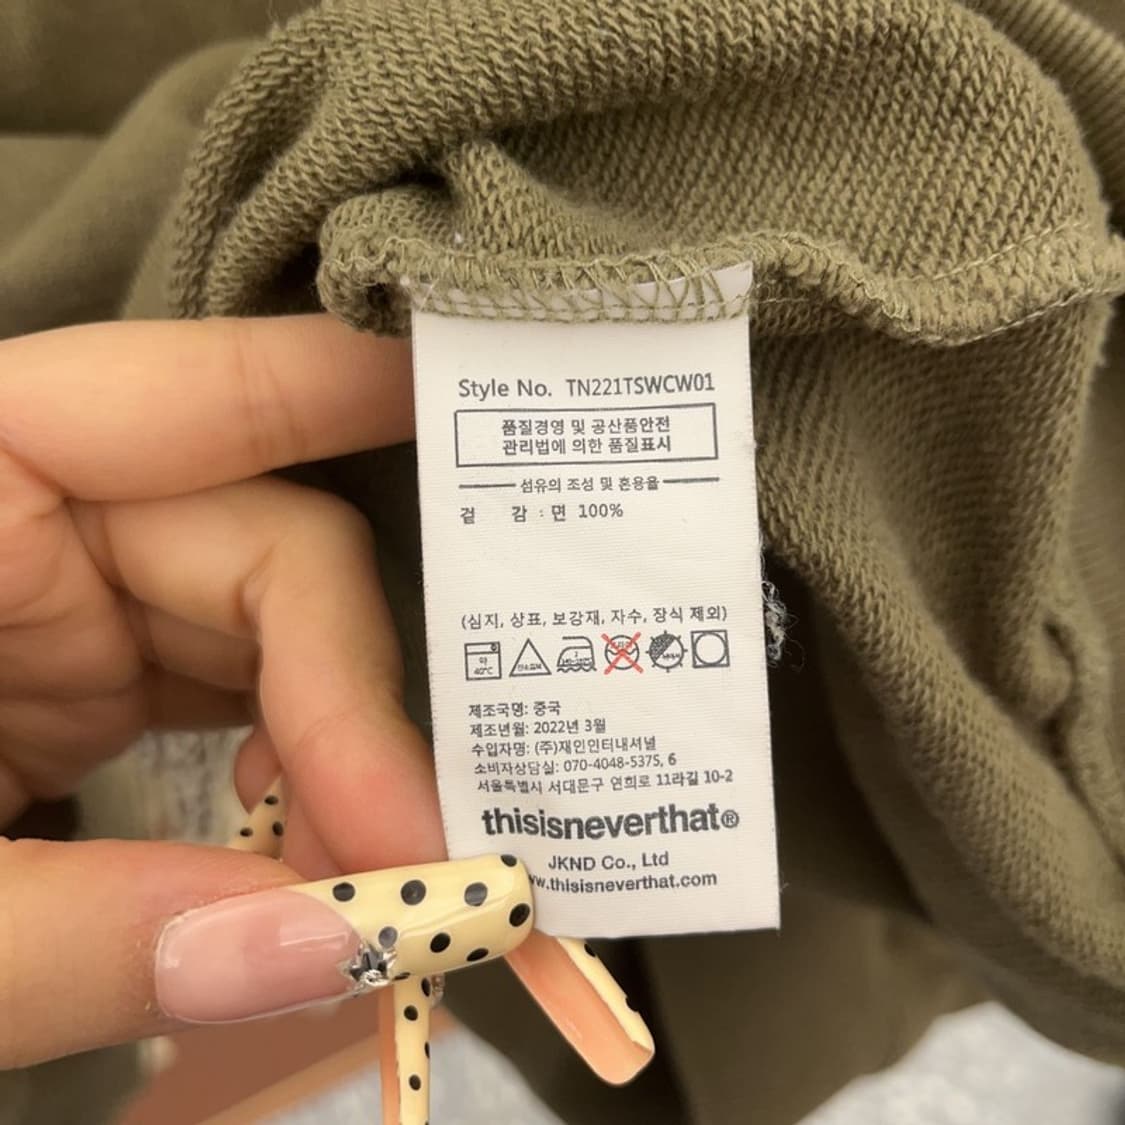 Style No. TN221TSWCW01
품질경영 및 공산품안전
관리법에 의한 품질표시
섬유의 조성 및 혼용율
겉 감 : 면 100%
(심지, 상표, 보강재, 자수, 장식 제외)
약
40℃
제조국명: 중국
제조년월: 2022년 3월
수입자명: (주)재인인터내셔널
소비자상담실: 070-4048-5375, 6
서울특별시 서대문구 연희로 11라길 10-2
thisisneverthat®
JKND Co., Ltd
w.thisisneverthat.com